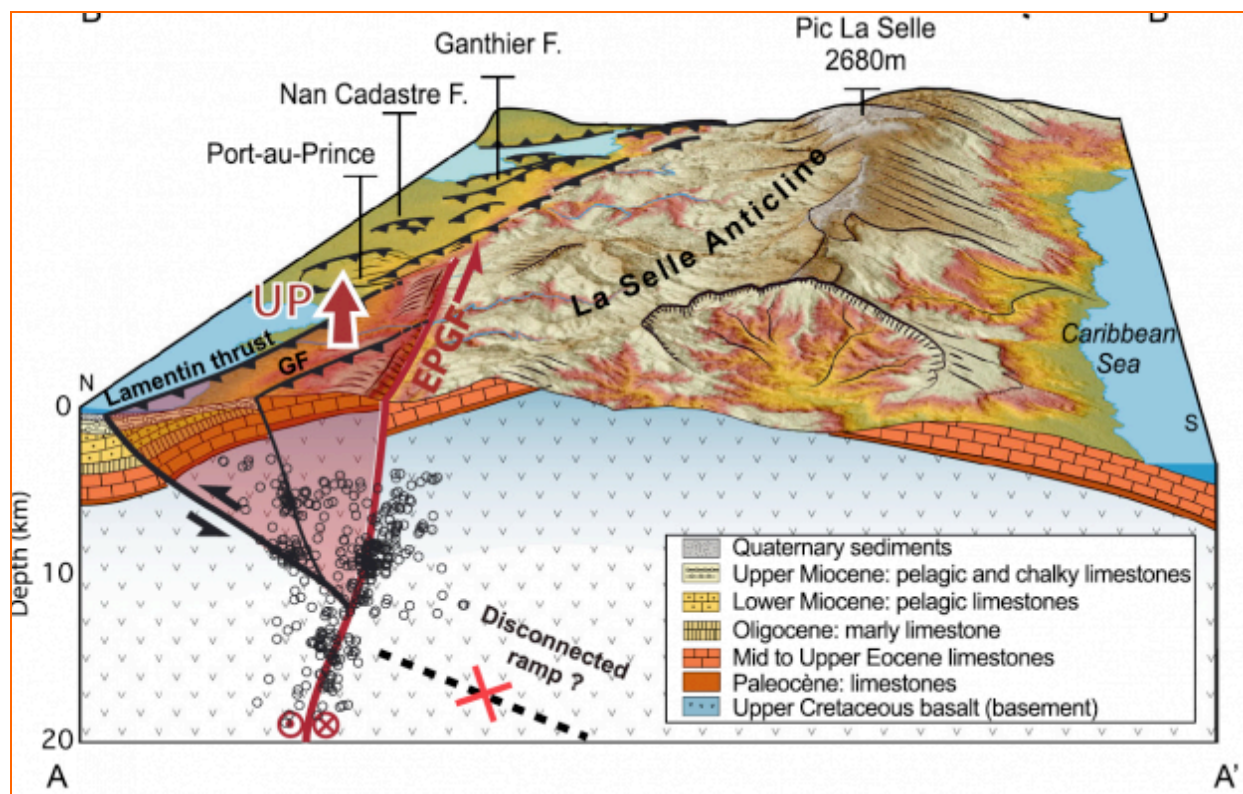 Pic La Selle
2680m
Ganthier F.
Nan Cadastre F.
Port-au-Prince
La Selle Anticline
UP
Lamentin thrust
GF
EPGF
Caribbean
Sea
N
S
0
10
20
Depth (km)
Disconnected
ramp ?
Quaternary sediments
Upper Miocene: pelagic and chalky limestones
Lower Miocene: pelagic limestones
Oligocene: marly limestone
Mid to Upper Eocene limestones
Paleocène: limestones
Upper Cretaceous basalt (basement)
A
A'